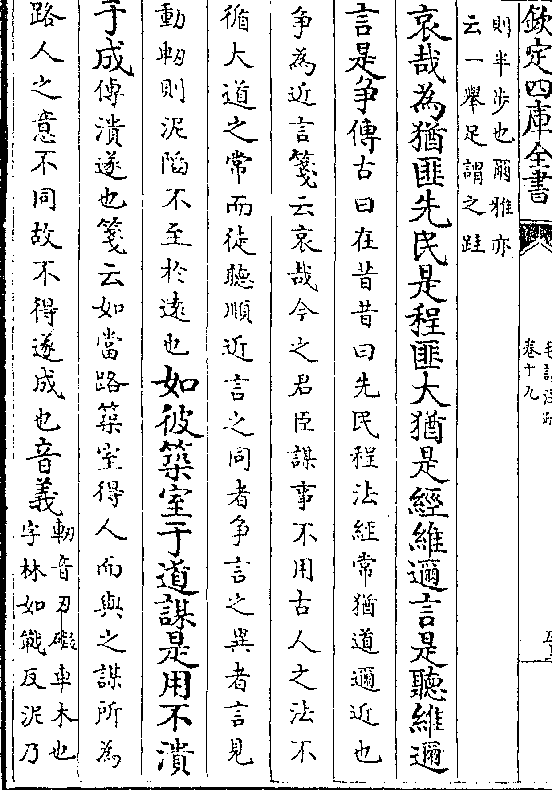 欽定四庫全書
卷十九
則半步也爾雅亦
云一舉足謂之跬
哀哉為猶匪先民是程匪大猶是經維邇言是聽維邇
言是爭傳古曰在昔昔曰先民程法經常猶道邇近也
爭為近言箋云哀哉今之君臣謀事不用古人之法不
循大道之常而徒聽順近言之同者爭言之異者言見
動軔則泥陷不至於遠也如彼築室于道謀是用不潰
于成傳潰遂也箋云如當路築室得人而與之謀所為
路人之意不同故不得遂成也音義
軔音刃礙車木也
字林如戰反泥乃